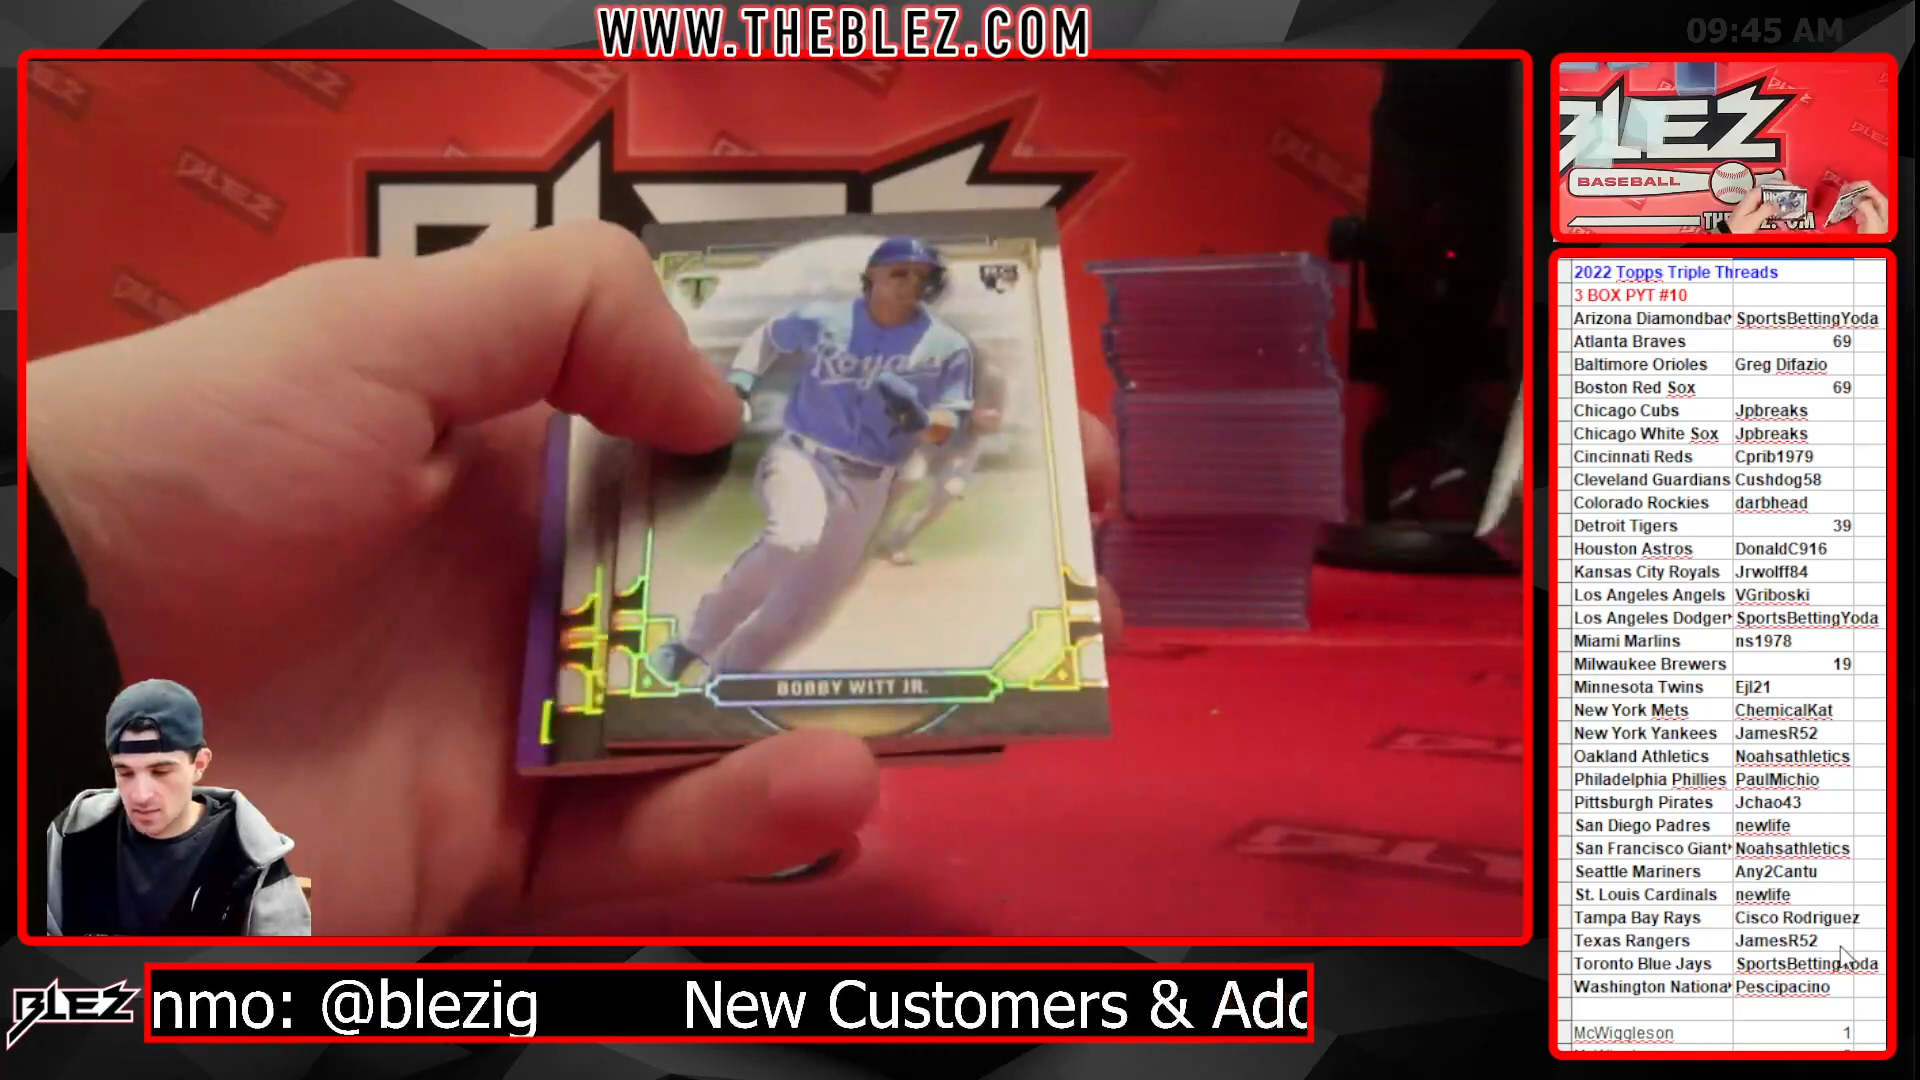 WWW.THEBLEZ.COM
09:45 AM
BLEZ
BASEBALL
Royals
RC
BOBBY WITT JR.
2022 Topps Triple Threads
3 BOX PYT #10
Arizona Diamondbac SportsBettingYoda
Atlanta Braves 69
Baltimore Orioles Greg Difazio
Boston Red Sox 69
Chicago Cubs Jpbreaks
Chicago White Sox Jpbreaks
Cincinnati Reds Cprib1979
Cleveland Guardians Cushdog58
Colorado Rockies darbhead
Detroit Tigers 39
Houston Astros DonaldC916
Kansas City Royals Jrwolff84
Los Angeles Angels VGriboski
Los Angeles Dodger SportsBettingYoda
Miami Marlins ns1978
Milwaukee Brewers 19
Minnesota Twins Ejl21
New York Mets ChemicalKat
New York Yankees JamesR52
Oakland Athletics Noahsathletics
Philadelphia Phillies PaulMichio
Pittsburgh Pirates Jchao43
San Diego Padres newlife
San Francisco Giant Noahsathletics
Seattle Mariners Any2Cantu
St. Louis Cardinals newlife
Tampa Bay Rays Cisco Rodriguez
Texas Rangers JamesR52
Toronto Blue Jays SportsBettingYoda
Washington Nationa Pescipacino
McWiggleson 1
BLEZ
nmo: @blezig New Customers & Add